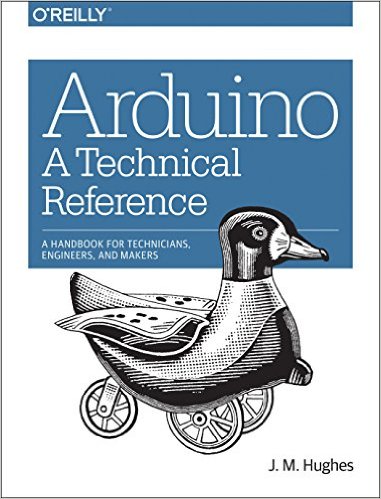 O'REILLY®
Arduino
A Technical
Reference
A HANDBOOK FOR TECHNICIANS,
ENGINEERS, AND MAKERS
J. M. Hughes